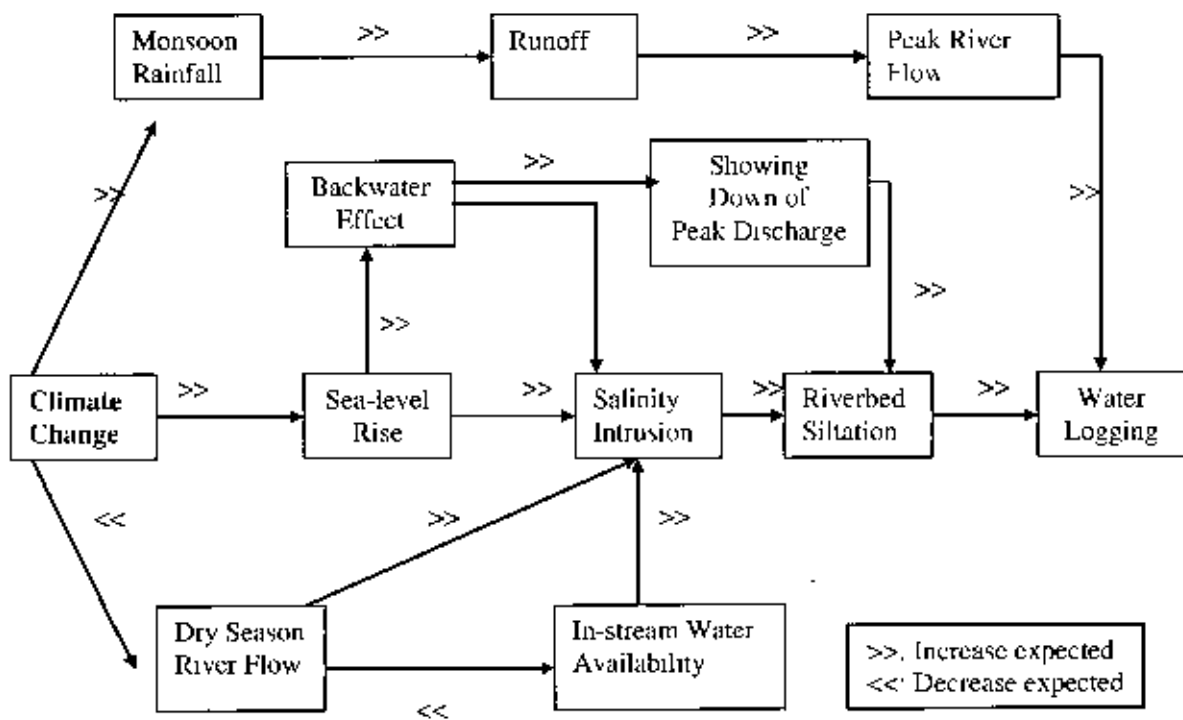 Monsoon
Rainfall
>>
Runoff
>>
Peak River
Flow
>>
Backwater
Effect
>>
Showing
Down of
Peak Discharge
>>
>>
>>
Climate
Change
>>
Sea-level
Rise
>>
Salinity
Intrusion
>>
Riverbed
Siltation
>>
Water
Logging
<<
>>
>>
Dry Season
River Flow
<<
In-stream Water
Availability
>>. Increase expected
<<: Decrease expected